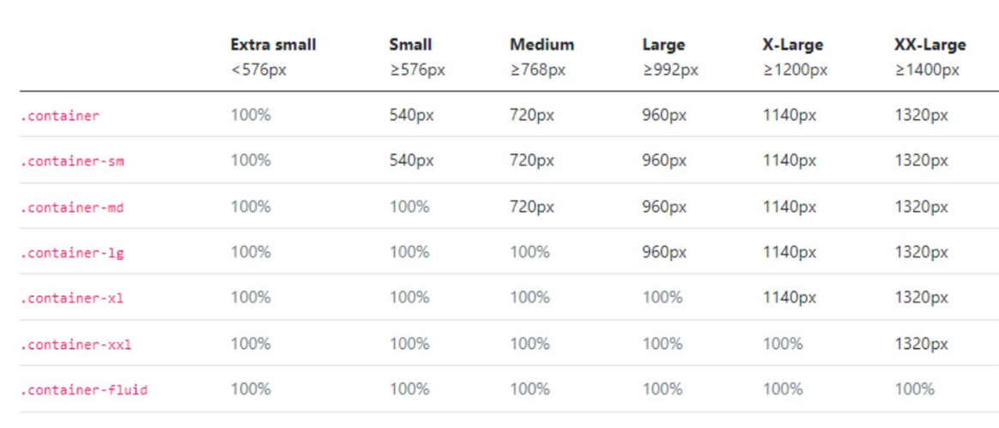 Extra small Small Medium Large X-Large XX-Large
<576px ≥576px ≥768px ≥992px ≥1200px ≥1400px
.container 100% 540px 720px 960px 1140px 1320px
.container-sm 100% 540px 720px 960px 1140px 1320px
.container-md 100% 100% 720px 960px 1140px 1320px
.container-lg 100% 100% 100% 960px 1140px 1320px
.container-xl 100% 100% 100% 100% 1140px 1320px
.container-xxl 100% 100% 100% 100% 100% 1320px
.container-fluid 100% 100% 100% 100% 100% 100%